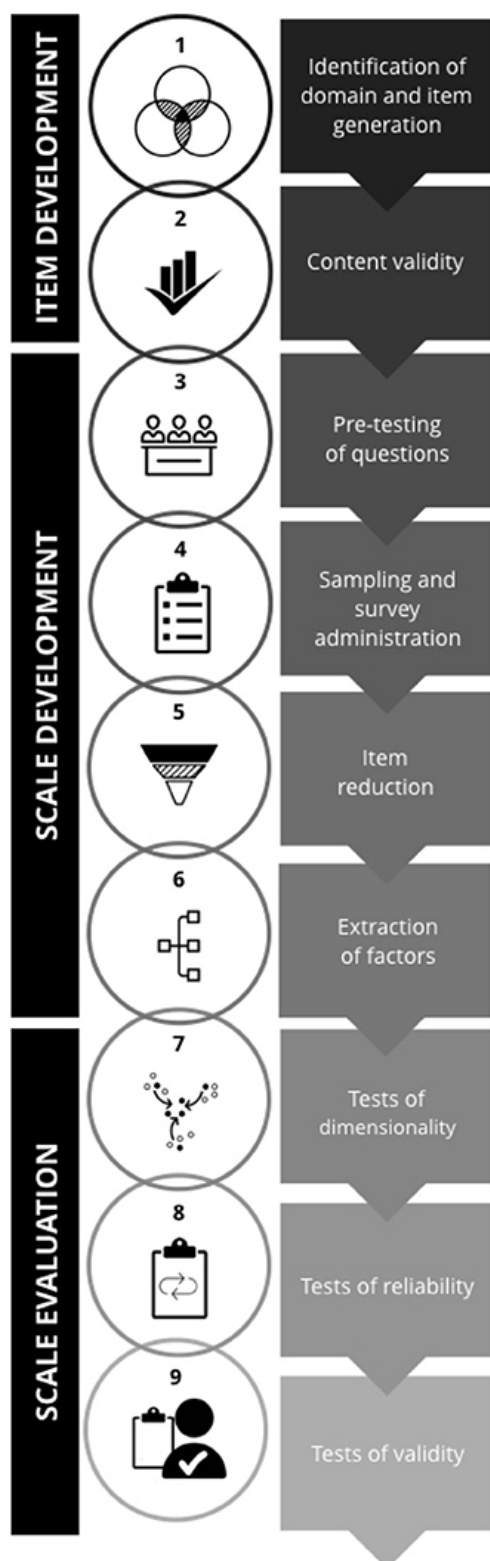 ITEM DEVELOPMENT
1
Identification of
domain and item
generation
2
Content validity
SCALE DEVELOPMENT
3
Pre-testing
of questions
4
Sampling and
survey
administration
5
Item
reduction
6
Extraction
of factors
SCALE EVALUATION
7
Tests of
dimensionality
8
Tests of reliability
9
Tests of validity